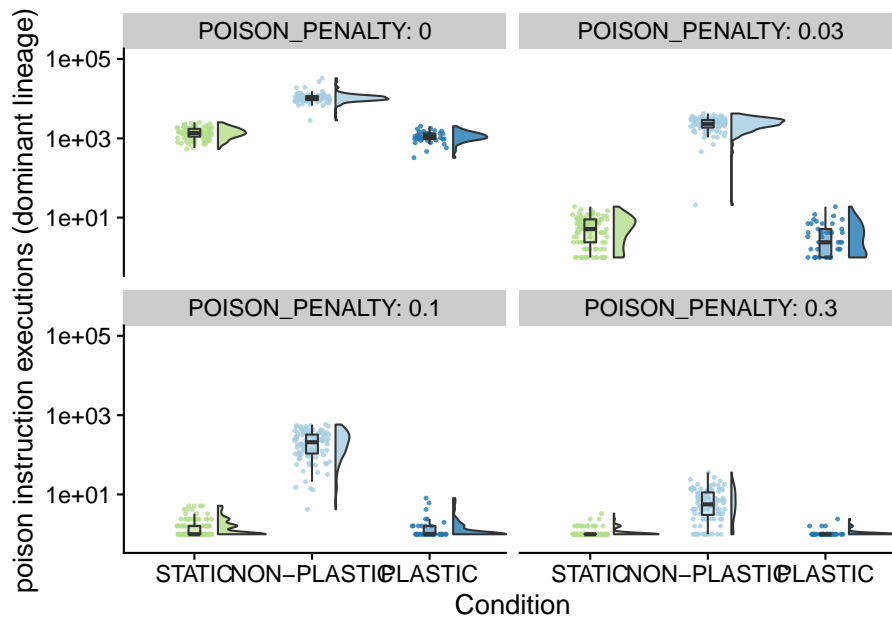 poison instruction executions (dominant lineage)
POISON_PENALTY: 0
POISON_PENALTY: 0.03
1e+05
1e+03
1e+01
POISON_PENALTY: 0.1
POISON_PENALTY: 0.3
1e+05
1e+03
1e+01
STATIC NON−PLASTIC PLASTIC
STATIC NON−PLASTIC PLASTIC
Condition